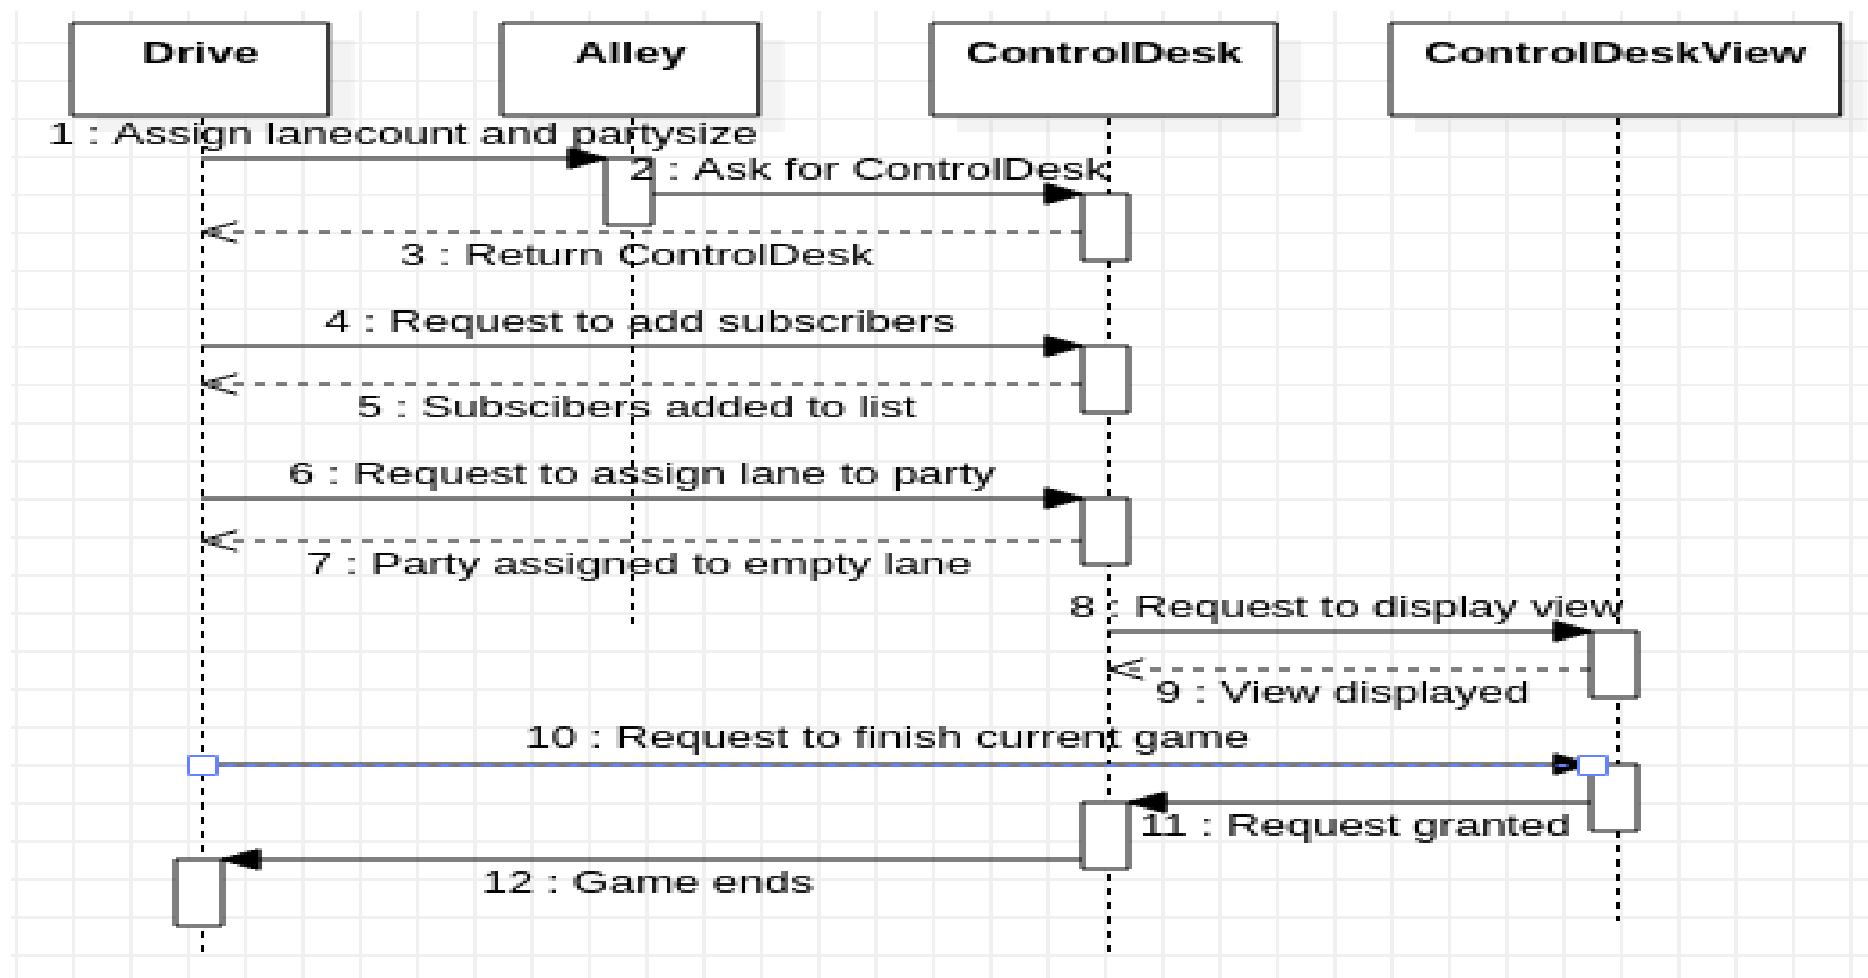 Drive
Alley
ControlDesk
ControlDeskView
1 : Assign lanecount and partysize
2 : Ask for ControlDesk
3 : Return ControlDesk
4 : Request to add subscribers
5 : Subscibers added to list
6 : Request to assign lane to party
7 : Party assigned to empty lane
8 : Request to display view
9 : View displayed
10 : Request to finish current game
11 : Request granted
12 : Game ends